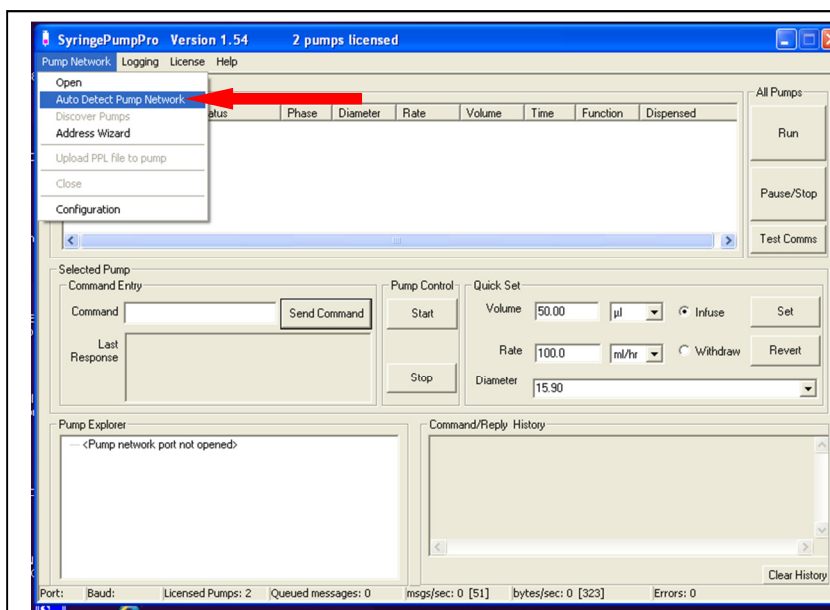 SyringePumpPro Version 1.54 2 pumps licensed
Pump Network Logging License Help
Open
Auto Detect Pump Network
Discover Pumps
Address Wizard
Upload PPL file to pump
Close
Configuration
Phase Diameter Rate Volume Time Function Dispensed
All Pumps
Run
Pause/Stop
Test Comms
Selected Pump
Command Entry
Command
Send Command
Last
Response
Pump Control
Start
Stop
Quick Set
Volume 50.00 µl Infuse Set
Rate 100.0 ml/hr Withdraw Revert
Diameter 15.90
Pump Explorer
<Pump network port not opened>
Command/Reply History
Clear History
Port: Baud: Licensed Pumps: 2 Queued messages: 0 msgs/sec: 0 [51] bytes/sec: 0 [323] Errors: 0